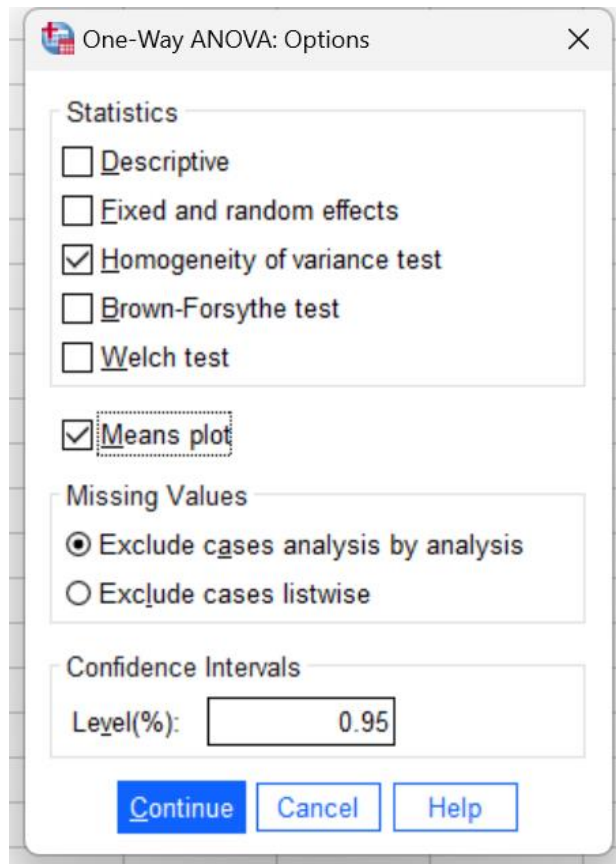 One-Way ANOVA: Options
Statistics
Descriptive
Fixed and random effects
Homogeneity of variance test
Brown-Forsythe test
Welch test
Means plot
Missing Values
Exclude cases analysis by analysis
Exclude cases listwise
Confidence Intervals
Level(%): 0.95
Continue Cancel Help